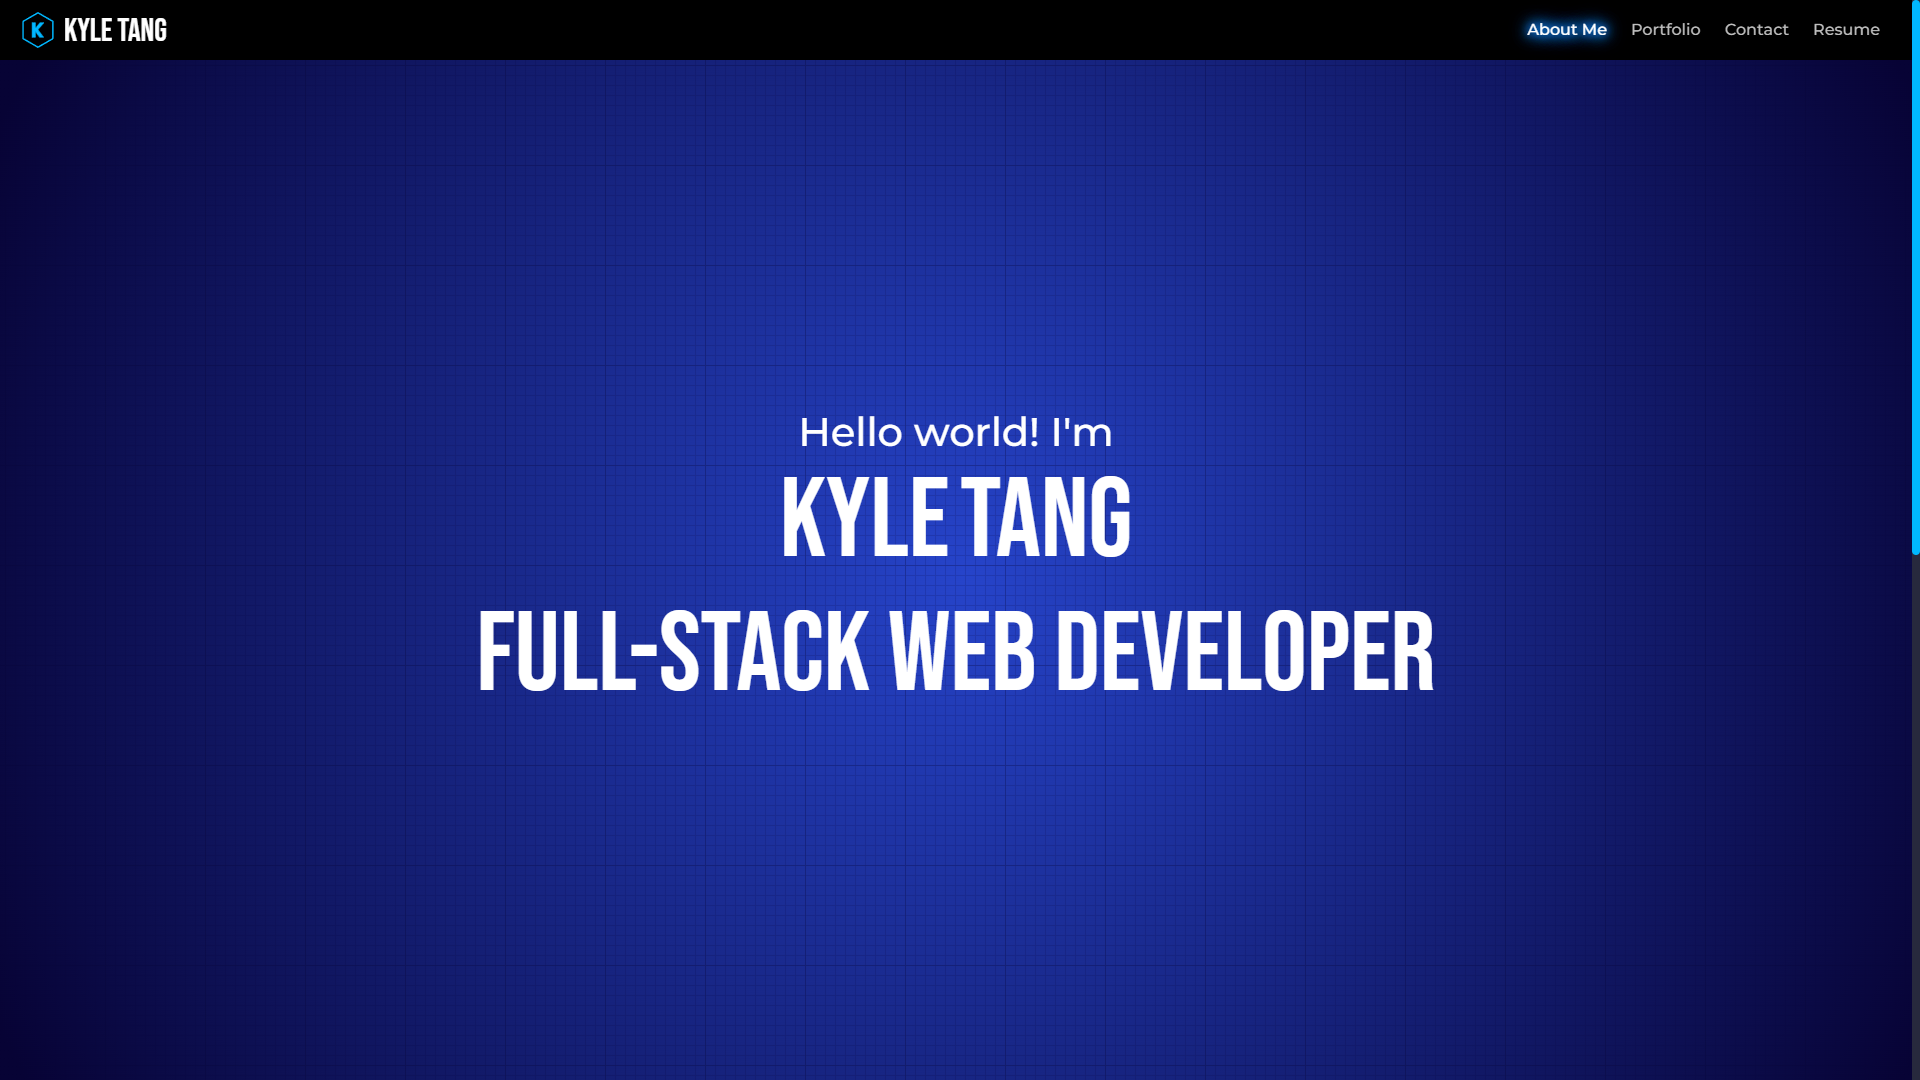 K KYLE TANG
About Me Portfolio Contact Resume
Hello world! I'm
KYLE TANG
FULL-STACK WEB DEVELOPER